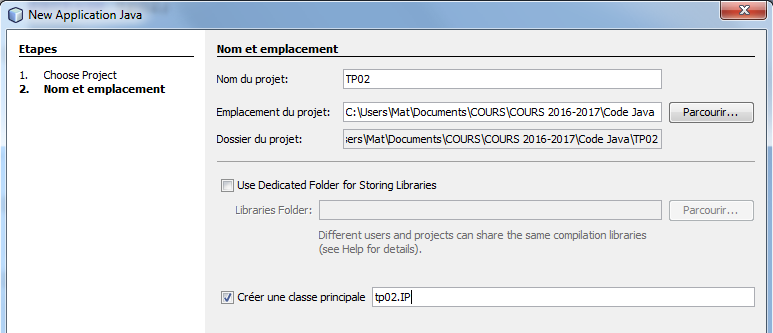 New Application Java
Etapes
1. Choose Project
2. Nom et emplacement
Nom et emplacement
Nom du projet: TP02
Emplacement du projet: C:\Users\Mat\Documents\COURS\COURS 2016-2017\Code Java Parcourir...
Dossier du projet: sers\Mat\Documents\COURS\COURS 2016-2017\Code Java\TP02
Use Dedicated Folder for Storing Libraries
Libraries Folder: Parcourir...
Different users and projects can share the same compilation libraries
(see Help for details).
Créer une classe principale tp02.IP